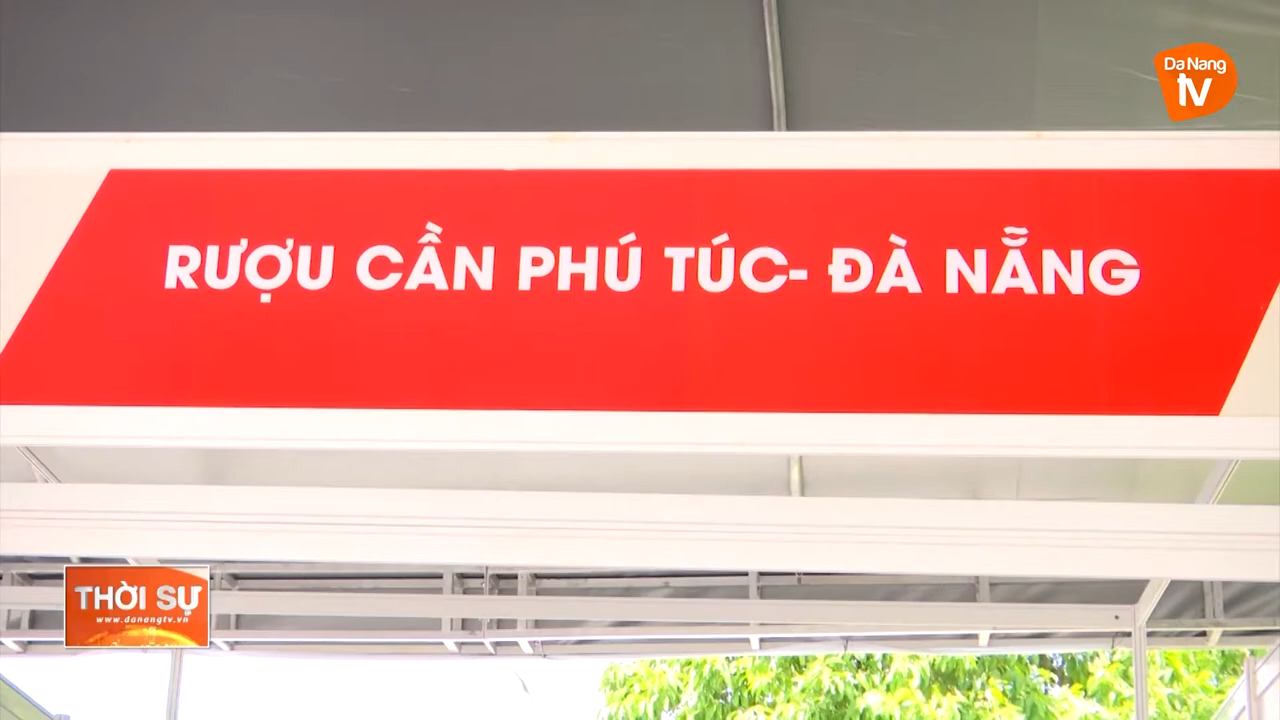 Da Nang
tv
RƯỢU CẦN PHÚ TÚC- ĐÀ NẴNG
THỜI SỰ
www.danangtv.vn